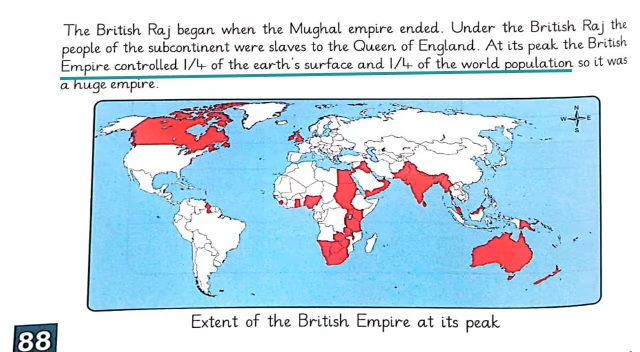 The British Raj began when the Mughal empire ended. Under the British Raj the
people of the subcontinent were slaves to the Queen of England. At its peak the British
Empire controlled 1/4 of the earth's surface and 1/4 of the world population so it was
a huge empire.
N
W E
S
Extent of the British Empire at its peak
88